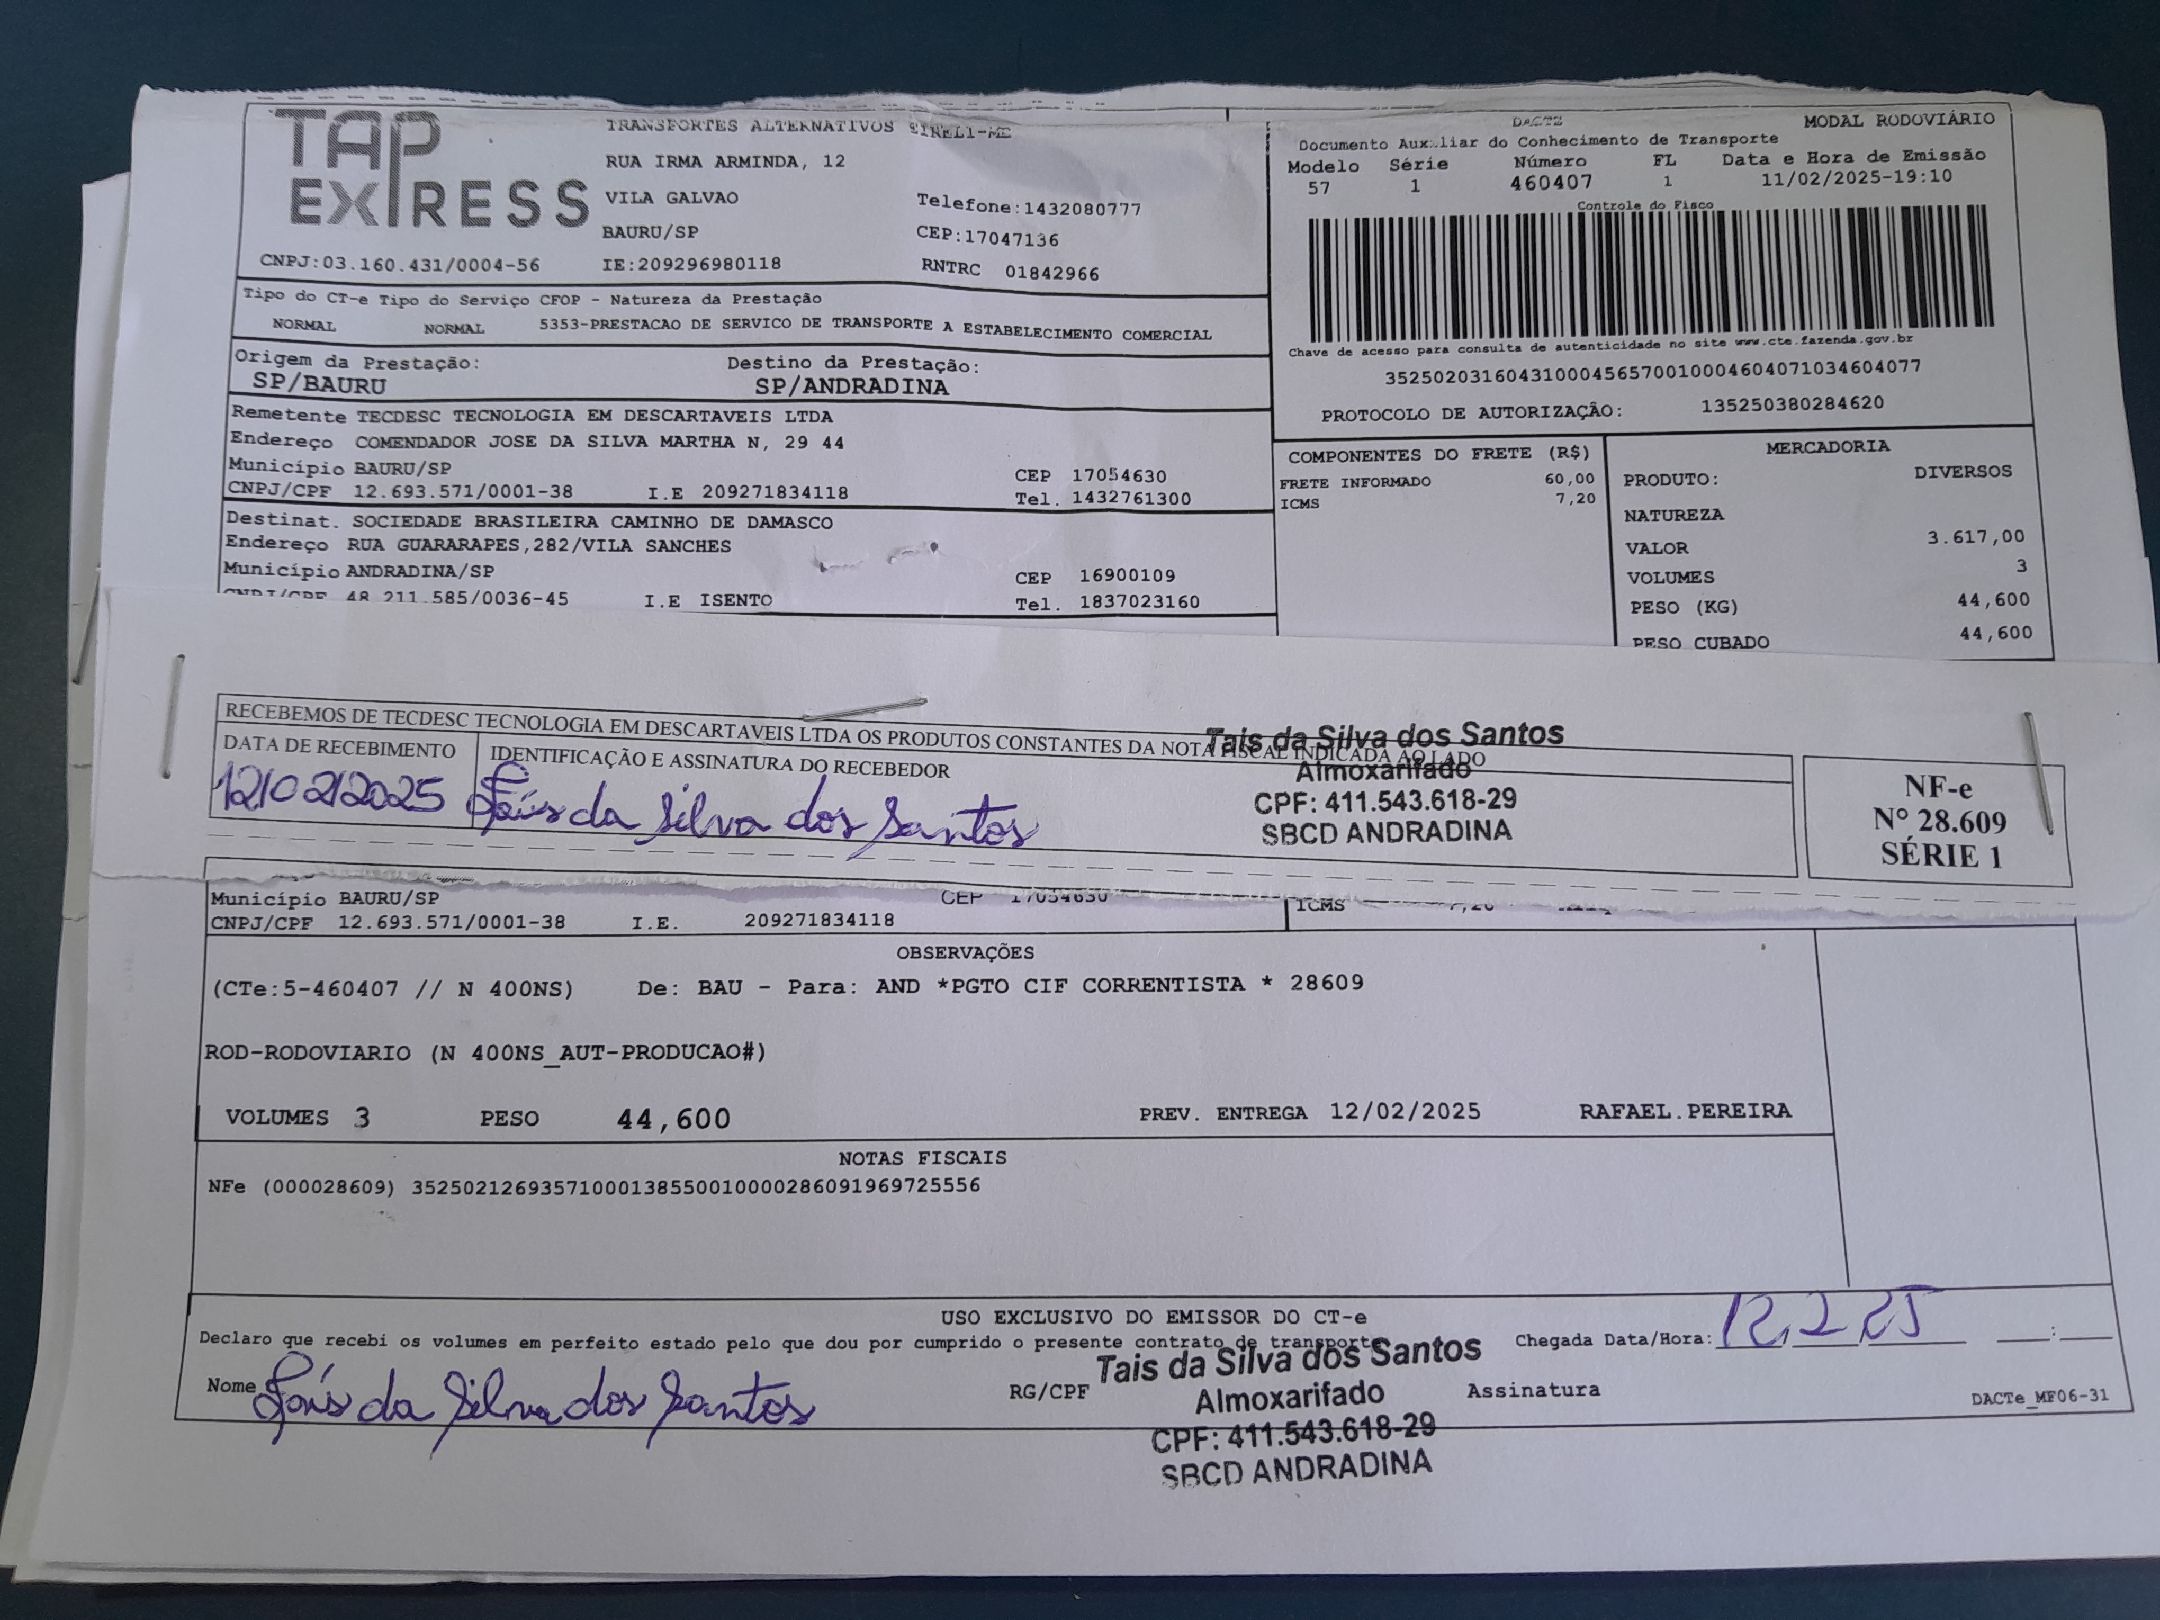 TAP
EXPRESS
TRANSPORTES ALTERNATIVOS EIRELI-ME
RUA IRMA ARMINDA, 12
VILA GALVAO
Telefone:1432080777
BAURU/SP
CEP:17047136
CNPJ:03.160.431/0004-56 IE:209296980118 RNTRC 01842966
DACTE
MODAL RODOVIÁRIO
Documento Auxiliar do Conhecimento de Transporte
Modelo Série Número FL Data e Hora de Emissão
57 1 460407 1 11/02/2025-19:10
Controle do Fisco
Chave de acesso para consulta de autenticidade no site www.cte.fazenda.gov.br
35250203160431000456570010004604071034604077
PROTOCOLO DE AUTORIZAÇÃO: 135250380284620
Tipo do CT-e Tipo do Serviço CFOP - Natureza da Prestação
NORMAL NORMAL 5353-PRESTACAO DE SERVICO DE TRANSPORTE A ESTABELECIMENTO COMERCIAL
Origem da Prestação: Destino da Prestação:
SP/BAURU SP/ANDRADINA
Remetente TECDESC TECNOLOGIA EM DESCARTAVEIS LTDA
Endereço COMENDADOR JOSE DA SILVA MARTHA N, 29 44
Município BAURU/SP CEP 17054630
CNPJ/CPF 12.693.571/0001-38 I.E 209271834118 Tel. 1432761300
Destinat. SOCIEDADE BRASILEIRA CAMINHO DE DAMASCO
Endereço RUA GUARARAPES,282/VILA SANCHES
Município ANDRADINA/SP CEP 16900109
CNPJ/CPF 48.211.585/0036-45 I.E ISENTO Tel. 1837023160
COMPONENTES DO FRETE (R$)
FRETE INFORMADO 60,00
ICMS 7,20
MERCADORIA
PRODUTO: DIVERSOS
NATUREZA
VALOR 3.617,00
VOLUMES 3
PESO (KG) 44,600
PESO CUBADO 44,600
RECEBEMOS DE TECDESC TECNOLOGIA EM DESCARTAVEIS LTDA OS PRODUTOS CONSTANTES DA NOTA FISCAL INDICADA AO LADO
DATA DE RECEBIMENTO IDENTIFICAÇÃO E ASSINATURA DO RECEBEDOR
12/02/2025 Taís da Silva dos Santos
Tais da Silva dos Santos
Almoxarifado
CPF: 411.543.618-29
SBCD ANDRADINA
NF-e
Nº 28.609
SÉRIE 1
Município BAURU/SP CEP 17054630
CNPJ/CPF 12.693.571/0001-38 I.E. 209271834118
ICMS 7,20
OBSERVAÇÕES
(CTe:5-460407 // N 400NS) De: BAU - Para: AND *PGTO CIF CORRENTISTA * 28609
ROD-RODOVIARIO (N 400NS_AUT-PRODUCAO#)
VOLUMES 3 PESO 44,600 PREV. ENTREGA 12/02/2025 RAFAEL.PEREIRA
NOTAS FISCAIS
NFe (000028609) 35250212693571000138550010000286091969725556
USO EXCLUSIVO DO EMISSOR DO CT-e
Declaro que recebi os volumes em perfeito estado pelo que dou por cumprido o presente contrato de transporte
Chegada Data/Hora: 12 2 25 :
Nome Taís da Silva dos Santos RG/CPF Assinatura
Tais da Silva dos Santos
Almoxarifado
CPF: 411.543.618-29
SBCD ANDRADINA
DACTe_MF06-31